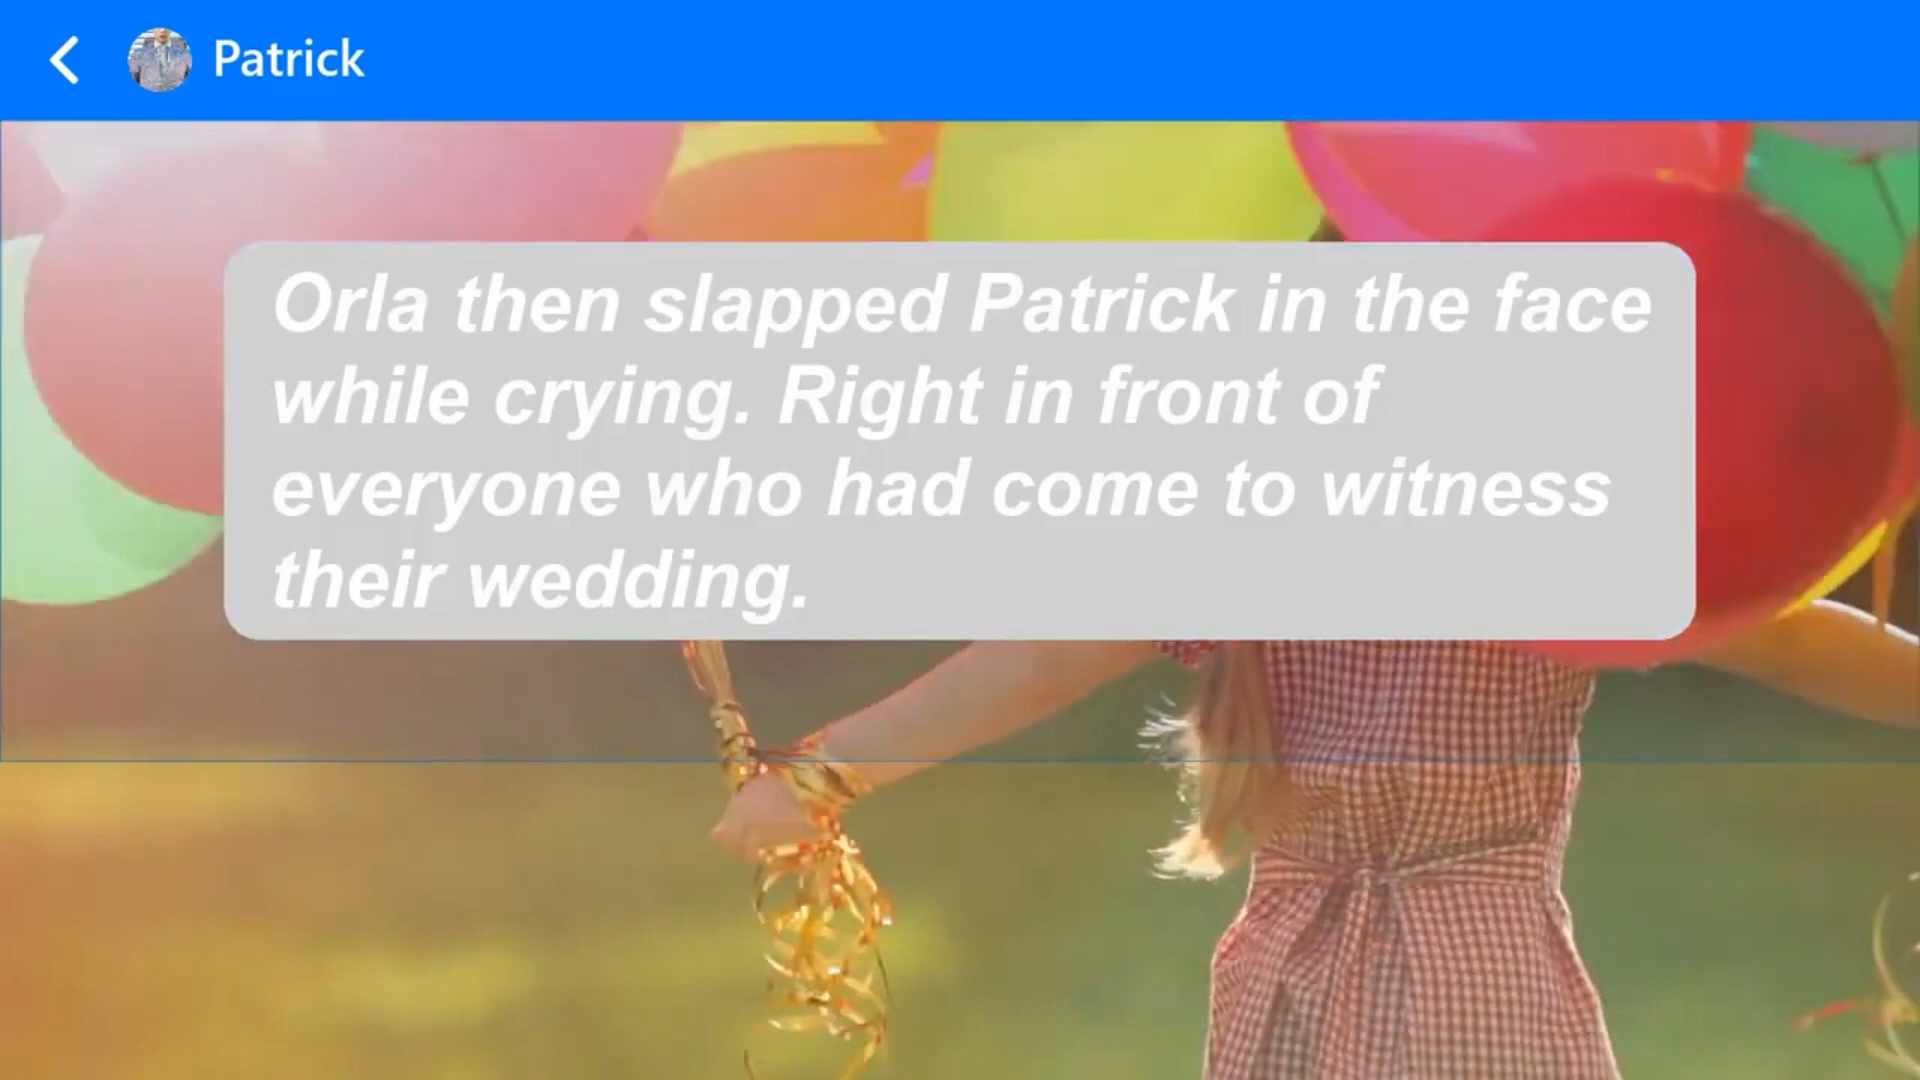 Patrick
Orla then slapped Patrick in the face
while crying. Right in front of
everyone who had come to witness
their wedding.